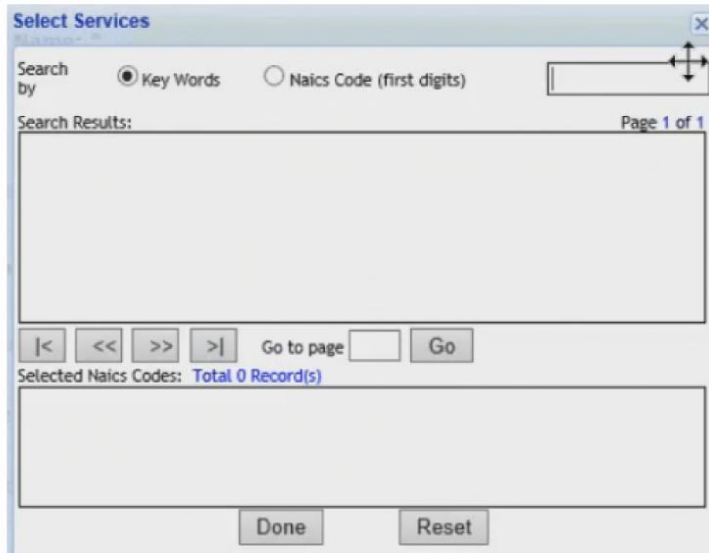 Select Services
Name: *
Search by Key Words Naics Code (first digits)
Search Results: Page 1 of 1
|< << >> >| Go to page Go
Selected Naics Codes: Total 0 Record(s)
Done Reset